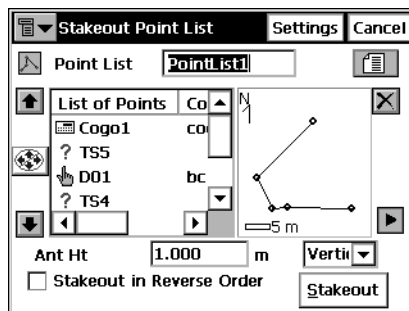 Stakeout Point List Settings Cancel
Point List PointList1
List of Points Co
Cogo1 co
? TS5
D01 bc
? TS4
N
5 m
Ant Ht 1.000 m Verti
Stakeout in Reverse Order
Stakeout